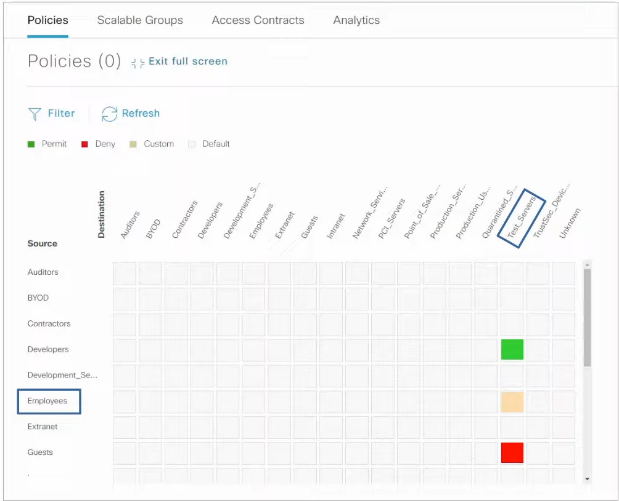 Policies Scalable Groups Access Contracts Analytics
Policies (0) Exit full screen
Filter Refresh
Permit Deny Custom Default
Destination
Auditors
BYOD
Contractors
Developers
Development_S...
Employees
Extranet
Guests
Intranet
Network_Servi...
PCI_Servers
Point_of_Sale_...
Production_Ser...
Production_Us...
Quarantined_S...
Test_Servers
TrustSec_Devic...
Unknown
Source
Auditors
BYOD
Contractors
Developers
Development_Se...
Employees
Extranet
Guests